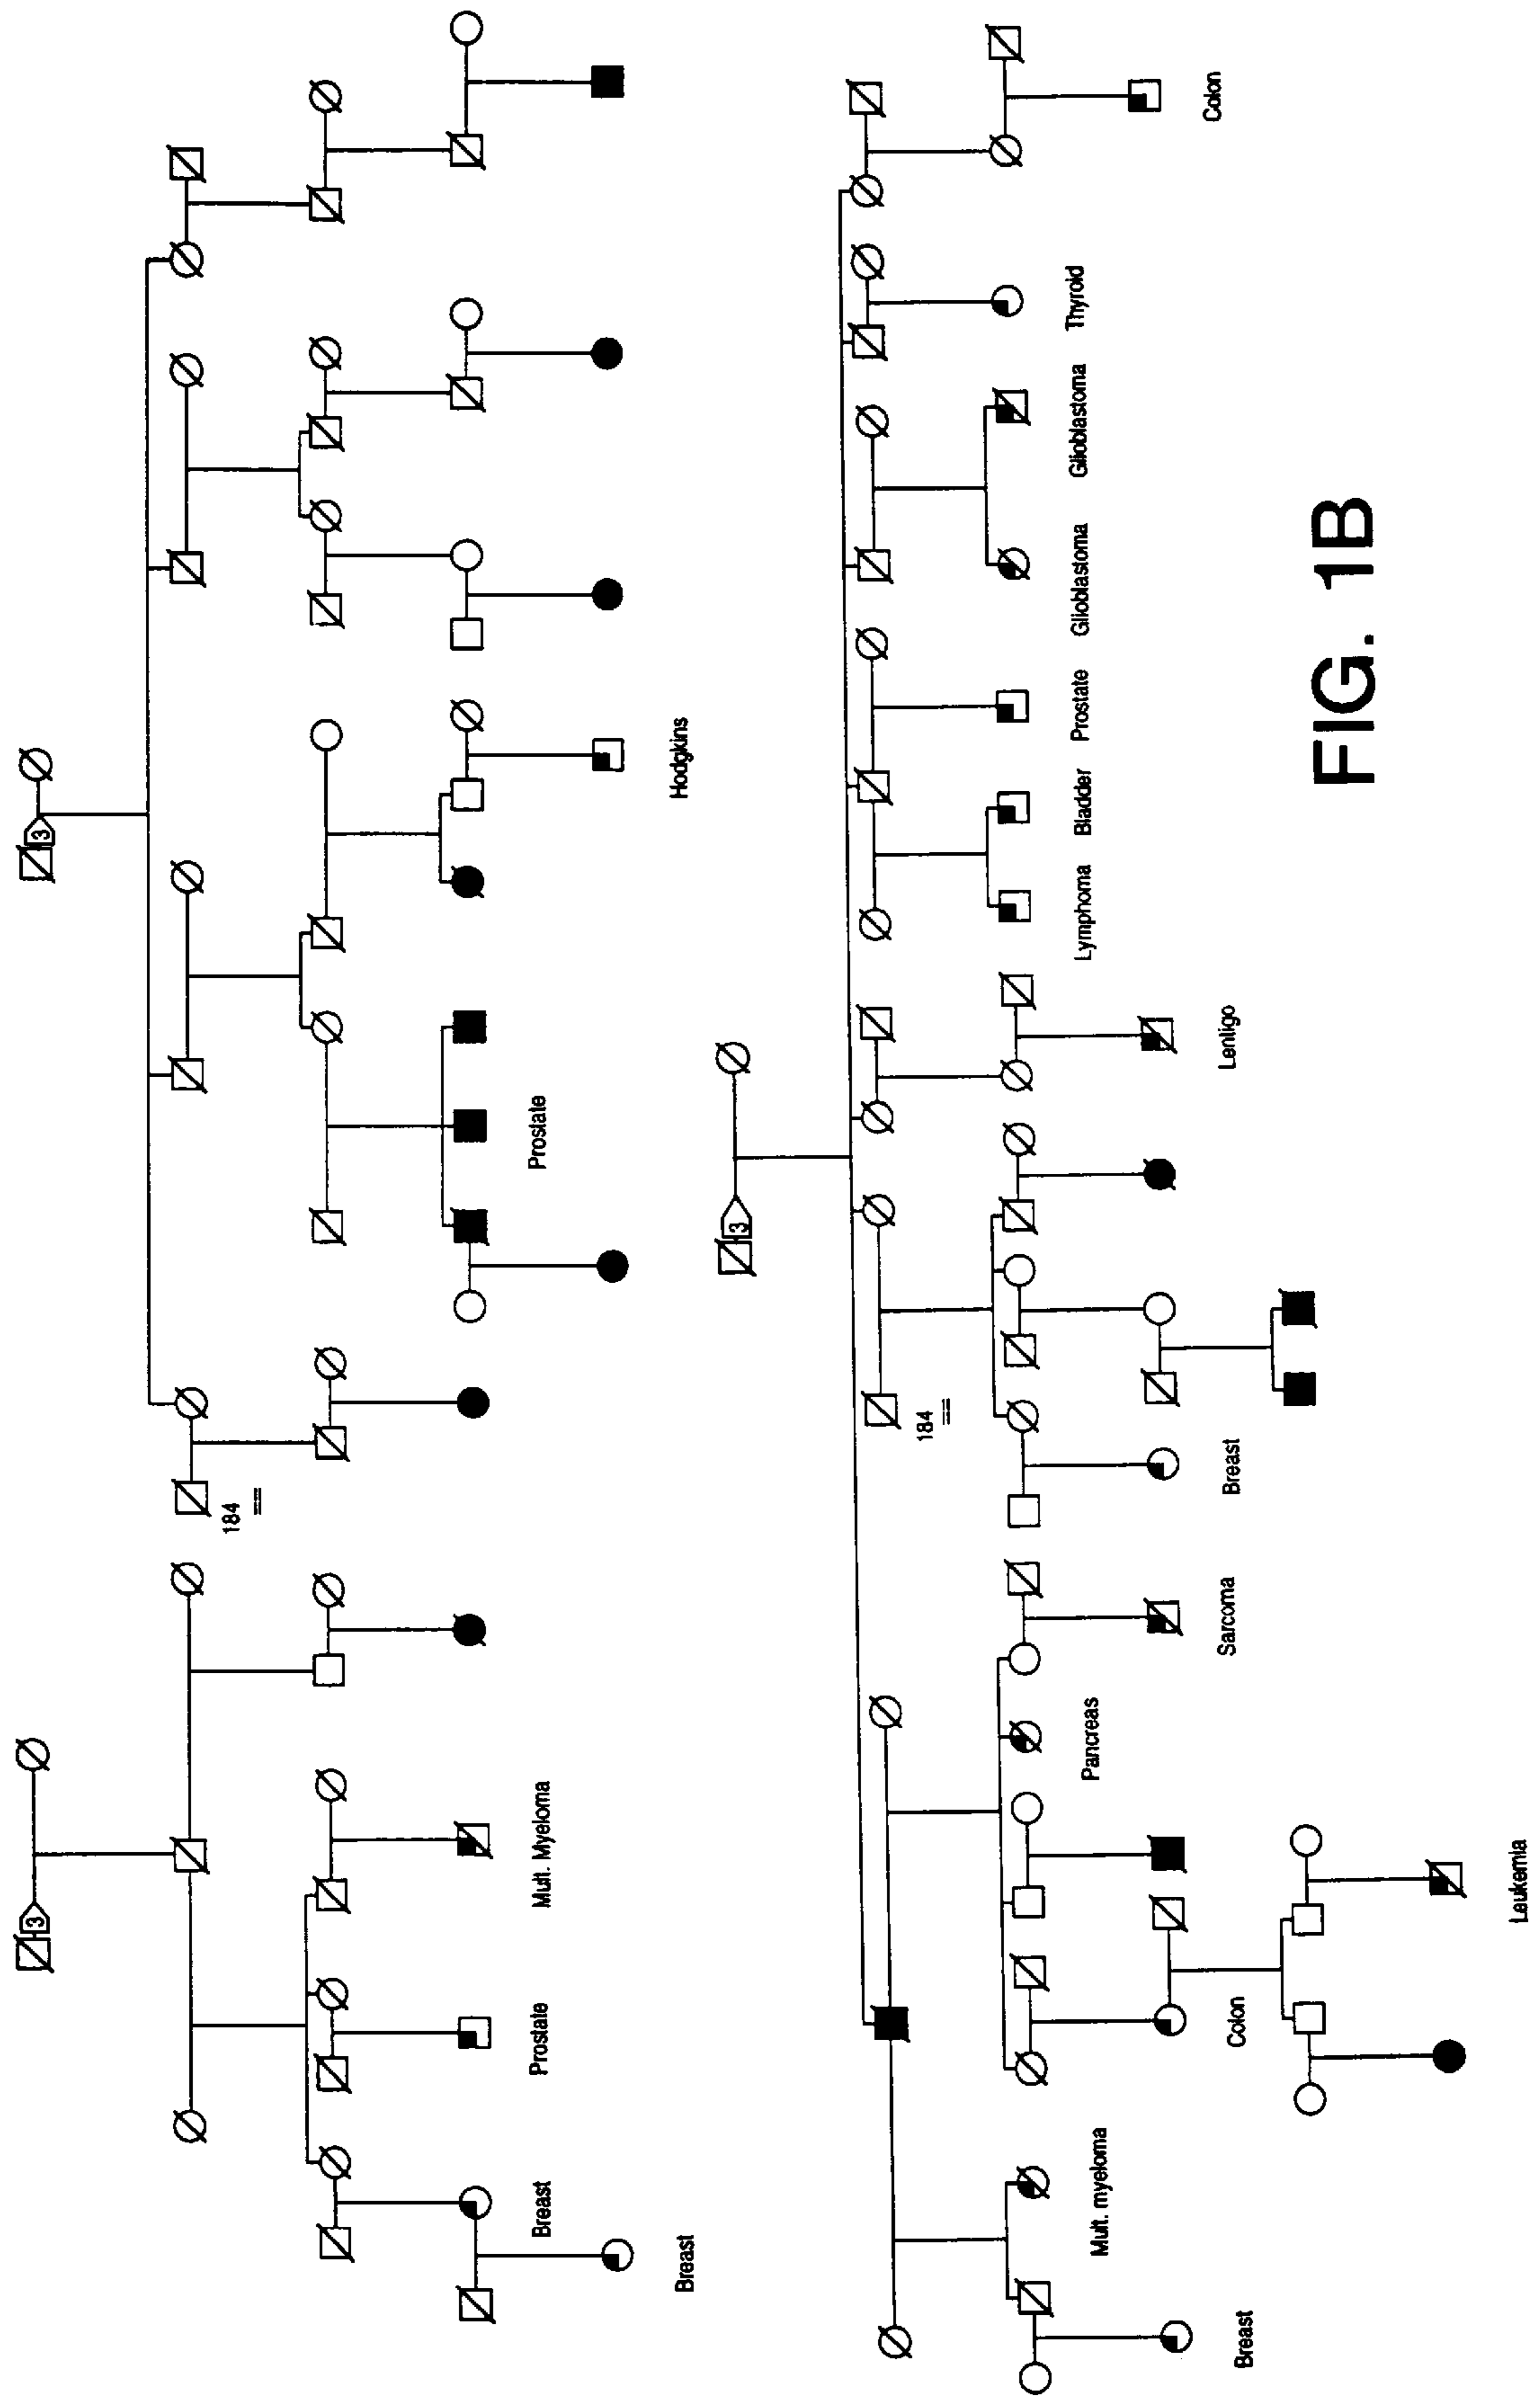 3
3
184
Breast
Prostate
Mult. Myeloma
Prostate
Breast
Hodgkins
3
184
Mult. myeloma
Pancreas
Lymphoma
Bladder
Prostate
Glioblastoma
Glioblastoma
Thyroid
Breast
Colon
Sarcoma
Breast
Lentigo
Colon
Leukemia
FIG. 1B